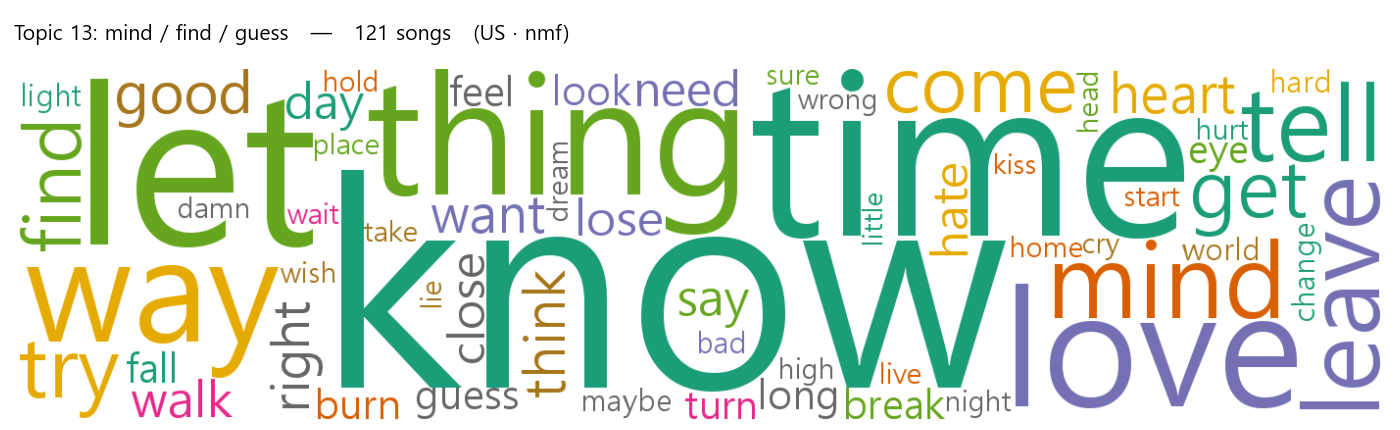 Topic 13: mind / find / guess — 121 songs (US · nmf)
light good hold day feel look need sure wrong come head heart hard
find let thing time tell
place dream kiss hurt eye
damn wait want lose little hate start get
take know home cry world leave
way wish lie close think say mind change
right bad love
try fall high live
walk burn guess maybe turn long break night